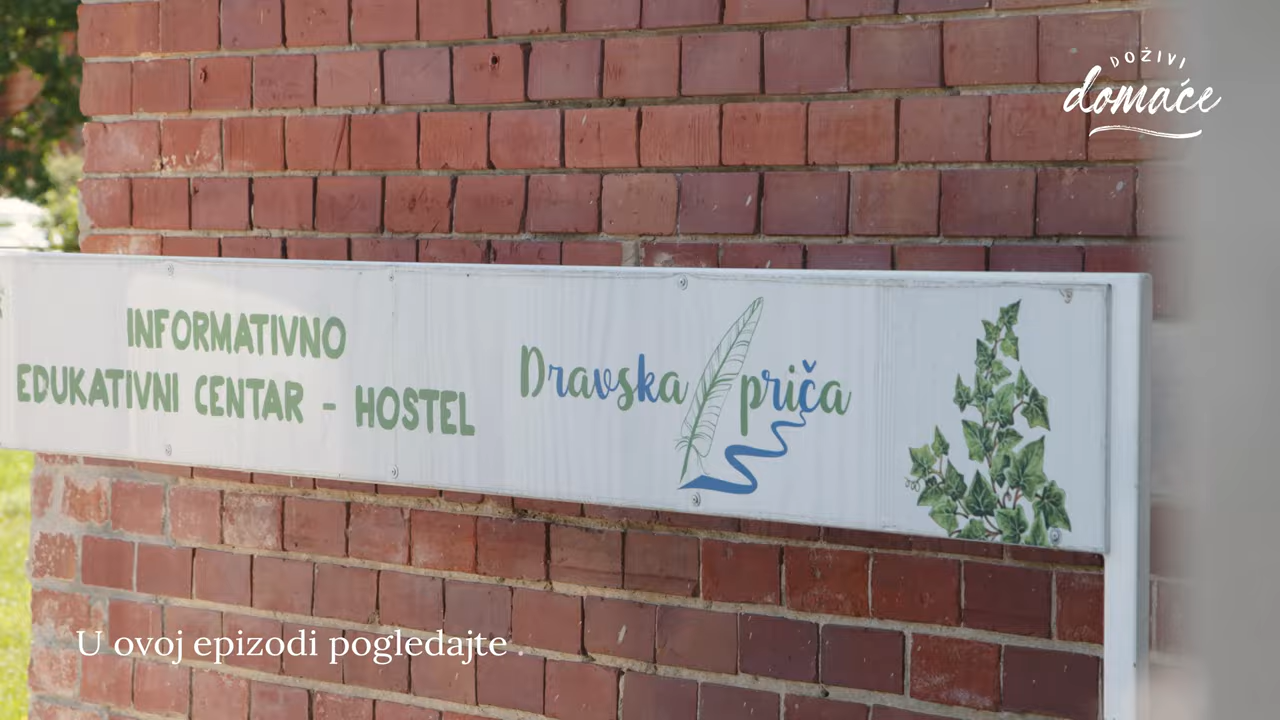 DOŽIVI
domaće
INFORMATIVNO
EDUKATIVNI CENTAR - HOSTEL
Dravska priča
U ovoj epizodi pogledajte .